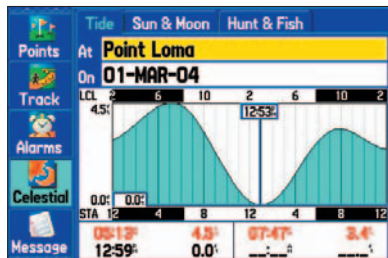 Tide Sun & Moon Hunt & Fish
Points
At Point Loma
On 01-MAR-04
Track
LCL 2 6 10 2 6 10 2
4.5
12:53
Alarms
Celestial
0.0 0.0
STA 12 4 8 12 4 8 12
05:13 4.5 07:47 3.4
Message
12:59 0.0 __:__